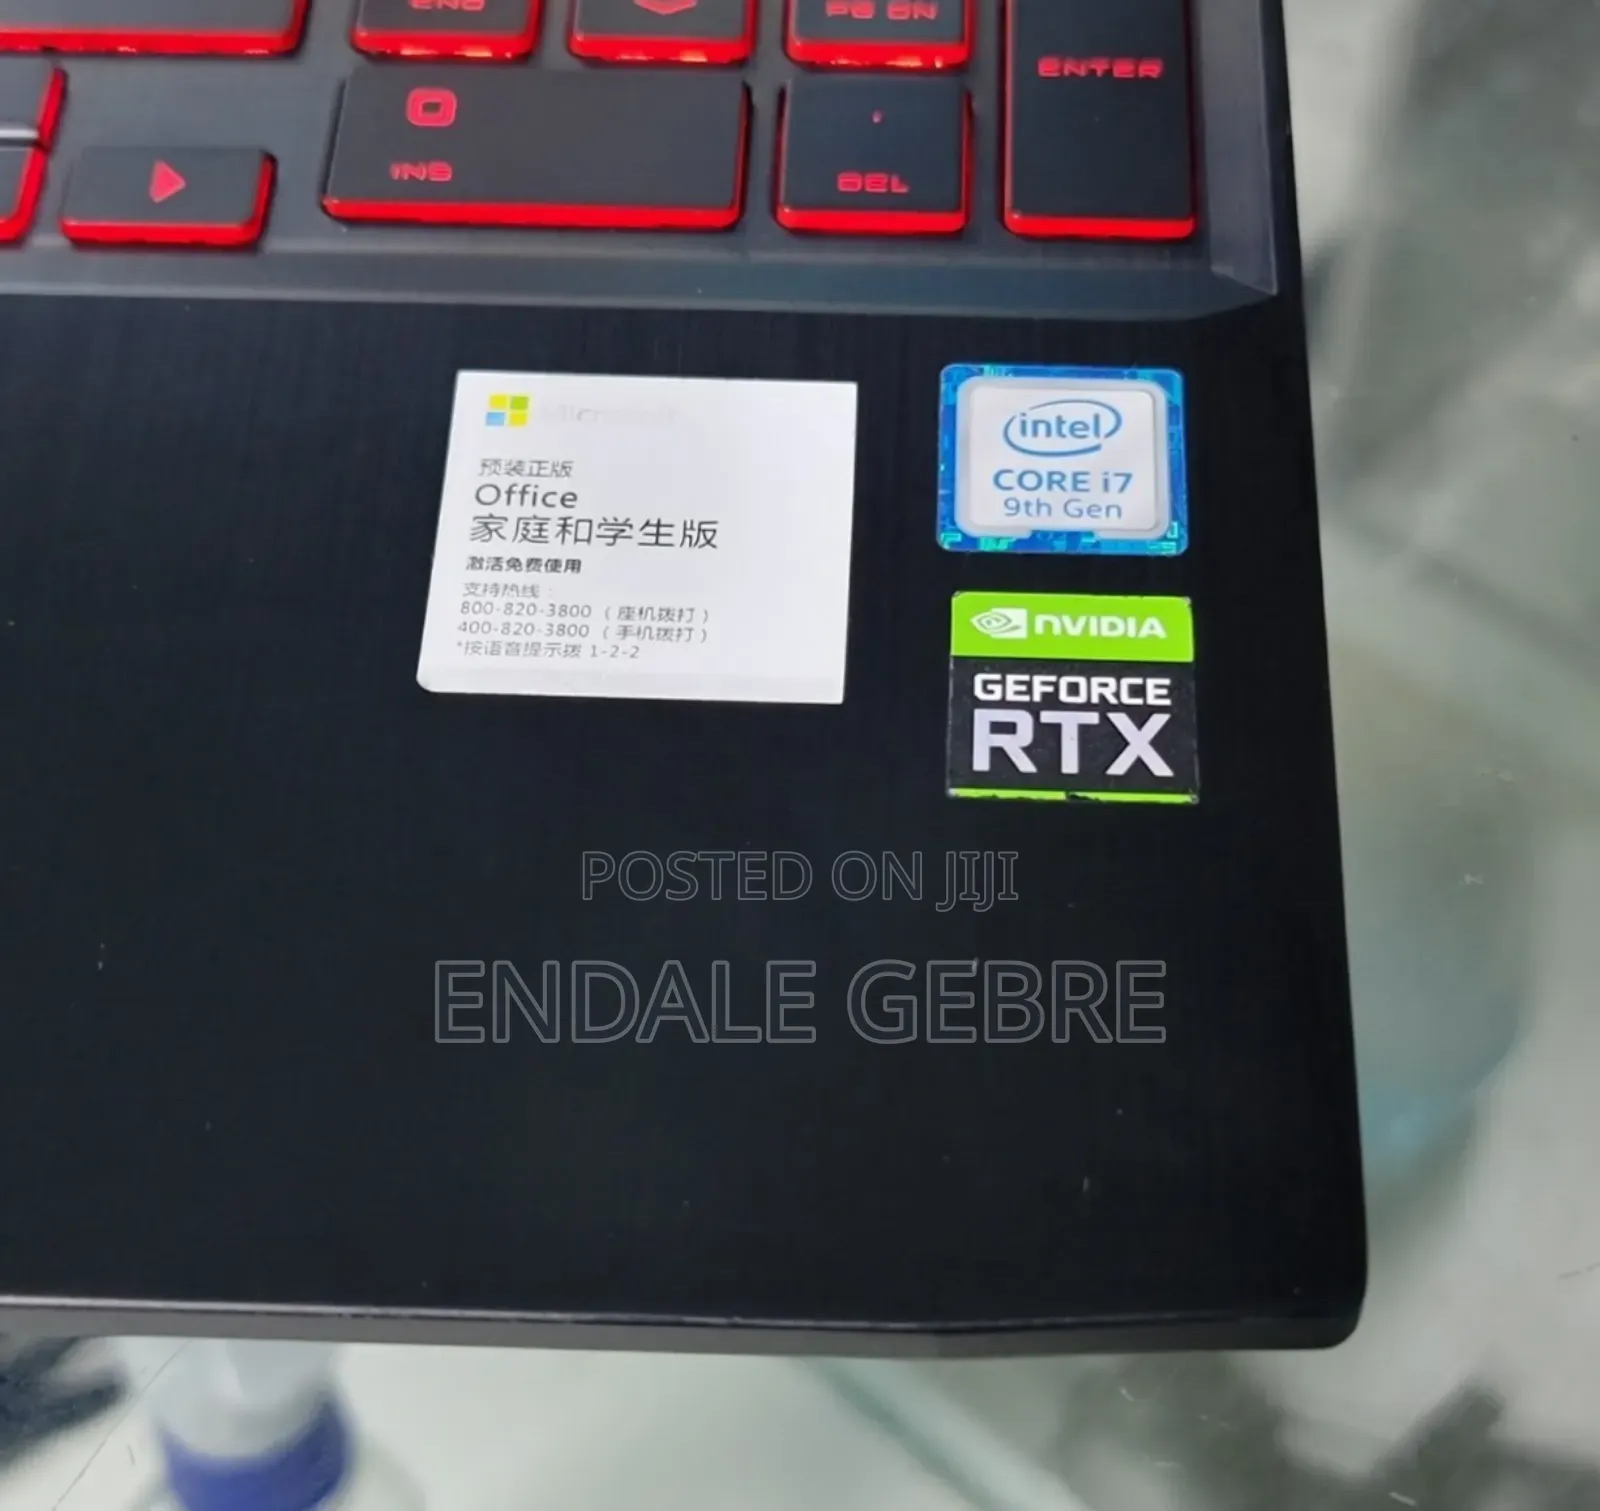 END
PG DN
ENTER
0
INS
.
DEL
Microsoft
预装正版
Office
家庭和学生版
激活免费使用
支持热线：
800-820-3800（座机拨打）
400-820-3800（手机拨打）
*按语音提示拨 1-2-2
intel
CORE i7
9th Gen
NVIDIA
GEFORCE
RTX
POSTED ON JIJI
ENDALE GEBRE